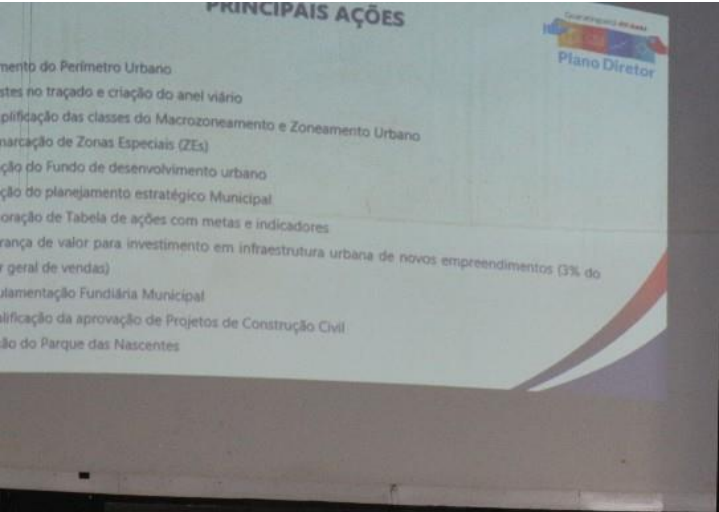 PRINCIPAIS AÇÕES
Plano Diretor
mento do Perímetro Urbano
stes no traçado e criação do anel viário
plificação das classes do Macrozoneamento e Zoneamento Urbano
marcação de Zonas Especiais (ZEs)
ção do Fundo de desenvolvimento urbano
ção do planejamento estratégico Municipal
oração de Tabela de ações com metas e indicadores
rança de valor para investimento em infraestrutura urbana de novos empreendimentos (3% do
r geral de vendas)
ulamentação Fundiária Municipal
lificação da aprovação de Projetos de Construção Civil
ão do Parque das Nascentes